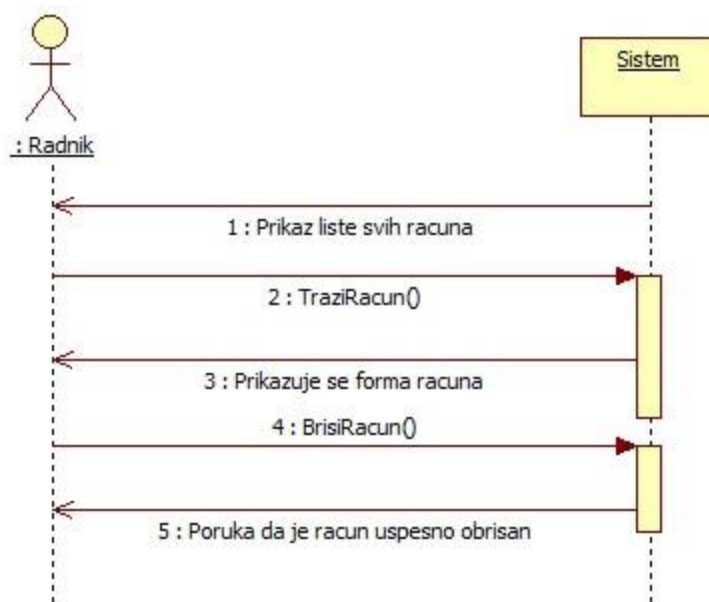 Sistem
: Radnik
1 : Prikaz liste svih racuna
2 : TraziRacun()
3 : Prikazuje se forma racuna
4 : BrisiRacun()
5 : Poruka da je racun uspesno obrisan